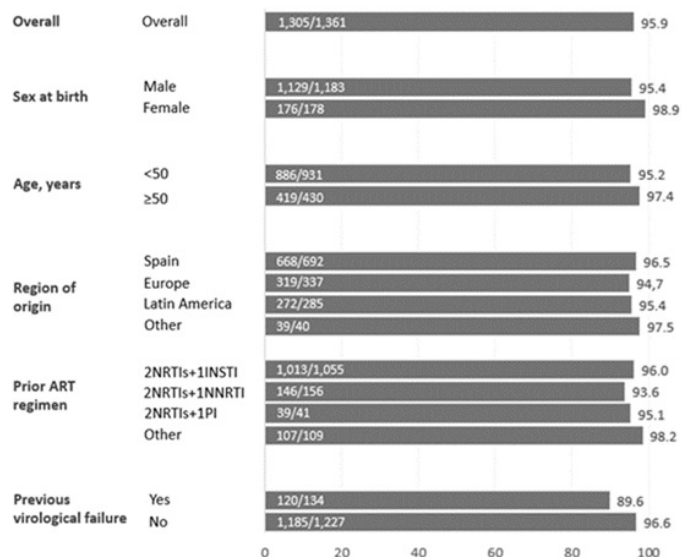 Overall Overall 1,305/1,361 95.9
Sex at birth
Male 1,129/1,183 95.4
Female 176/178 98.9
Age, years
<50 886/931 95.2
≥50 419/430 97.4
Region of origin
Spain 668/692 96.5
Europe 319/337 94,7
Latin America 272/285 95.4
Other 39/40 97.5
Prior ART regimen
2NRTIs+1INSTI 1,013/1,055 96.0
2NRTIs+1NNRTI 146/156 93.6
2NRTIs+1PI 39/41 95.1
Other 107/109 98.2
Previous virological failure
Yes 120/134 89.6
No 1,185/1,227 96.6
0 20 40 60 80 100